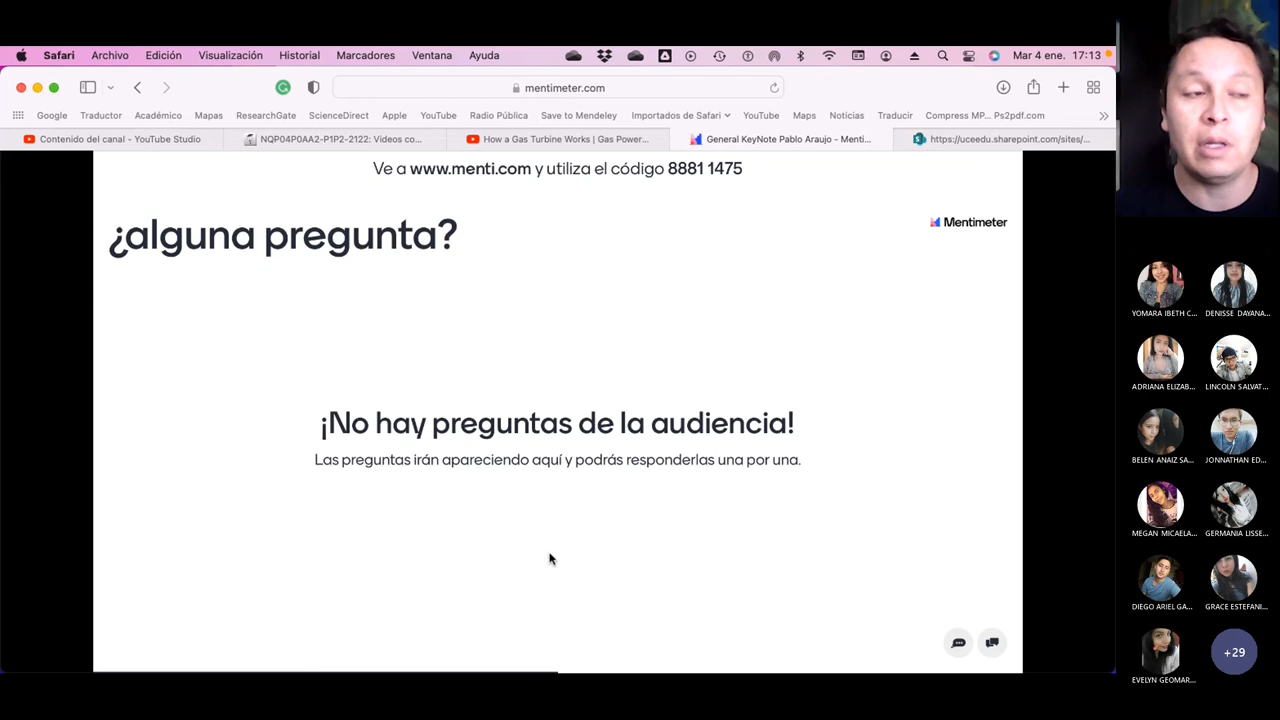 Safari Archivo Edición Visualización Historial Marcadores Ventana Ayuda Mar 4 ene. 17:13
mentimeter.com
Google Traductor Académico Mapas ResearchGate ScienceDirect Apple YouTube Radio Pública Save to Mendeley Importados de Safari YouTube Maps Noticias Traducir Compress MP... Ps2pdf.com
Contenido del canal - YouTube Studio
NQP04P0AA2-P1P2-2122: Videos co...
How a Gas Turbine Works | Gas Power...
General KeyNote Pablo Araujo - Menti...
https://uceedu.sharepoint.com/sites/...
Ve a www.menti.com y utiliza el código 8881 1475
¿alguna pregunta?
Mentimeter
¡No hay preguntas de la audiencia!
Las preguntas irán apareciendo aquí y podrás responderlas una por una.
YOMARA IBETH C... DENISSE DAYANA...
ADRIANA ELIZAB... LINCOLN SALVAT...
BELEN ANAIZ SA... JONNATHAN ED...
MEGAN MICAELA... GERMANIA LISSE...
DIEGO ARIEL GA... GRACE ESTEFANI...
EVELYN GEOMAR... +29